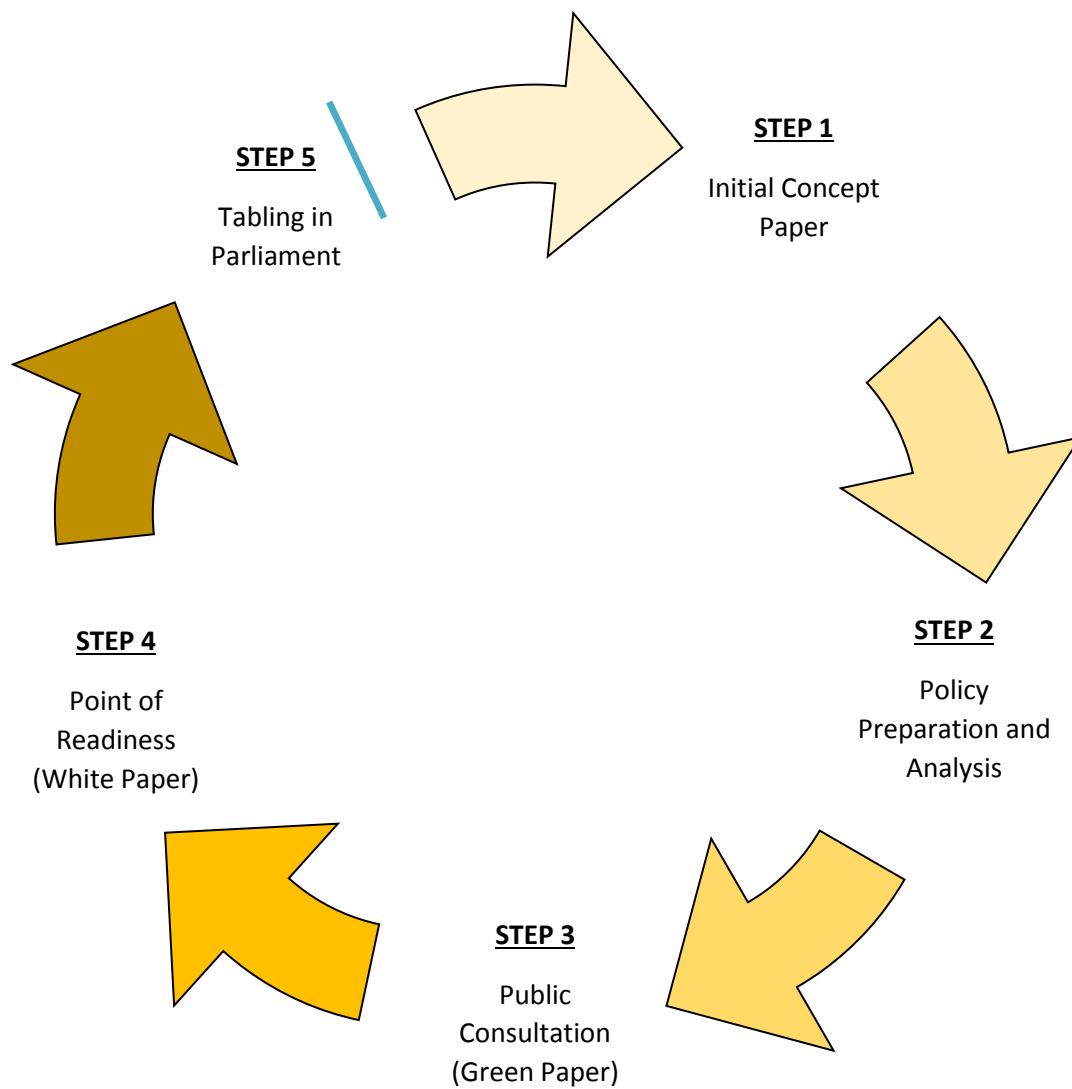 STEP 1
Initial Concept
Paper
STEP 2
Policy
Preparation and
Analysis
STEP 3
Public
Consultation
(Green Paper)
STEP 4
Point of
Readiness
(White Paper)
STEP 5
Tabling in
Parliament